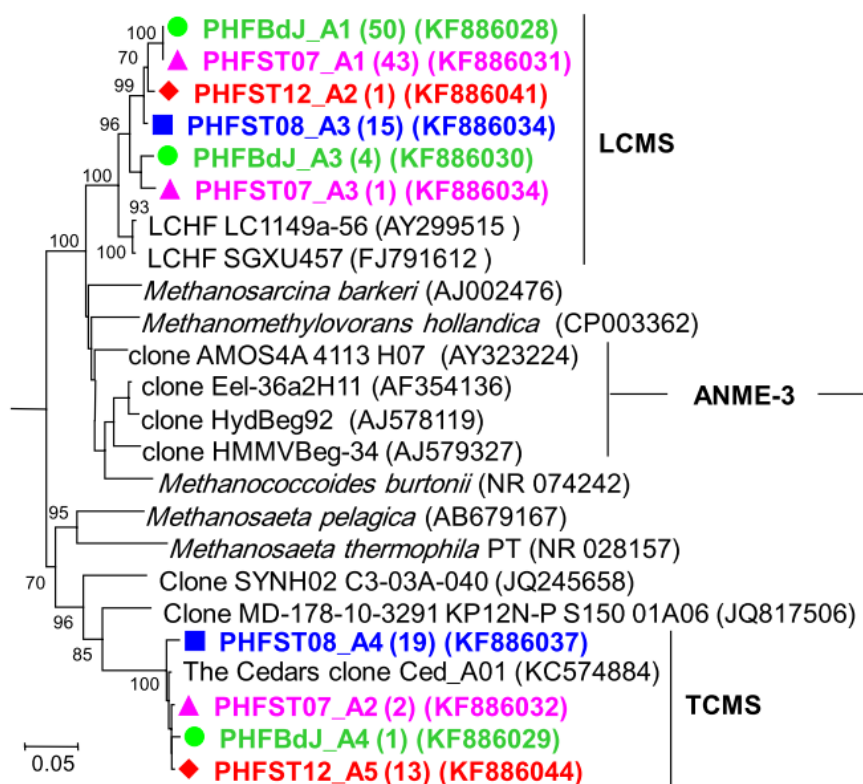 100
PHFBdJ_A1 (50) (KF886028)
70
PHFST07_A1 (43) (KF886031)
99
PHFST12_A2 (1) (KF886041)
96
PHFST08_A3 (15) (KF886034)
LCMS
PHFBdJ_A3 (4) (KF886030)
100
PHFST07_A3 (1) (KF886034)
93
LCHF LC1149a-56 (AY299515 )
100
100
LCHF SGXU457 (FJ791612 )
Methanosarcina barkeri (AJ002476)
Methanomethylovorans hollandica (CP003362)
clone AMOS4A 4113 H07 (AY323224)
clone Eel-36a2H11 (AF354136)
ANME-3
clone HydBeg92 (AJ578119)
clone HMMVBeg-34 (AJ579327)
Methanococcoides burtonii (NR 074242)
95
Methanosaeta pelagica (AB679167)
Methanosaeta thermophila PT (NR 028157)
70
Clone SYNH02 C3-03A-040 (JQ245658)
96
Clone MD-178-10-3291 KP12N-P S150 01A06 (JQ817506)
85
PHFST08_A4 (19) (KF886037)
100
The Cedars clone Ced_A01 (KC574884)
PHFST07_A2 (2) (KF886032)
TCMS
PHFBdJ_A4 (1) (KF886029)
0.05
PHFST12_A5 (13) (KF886044)